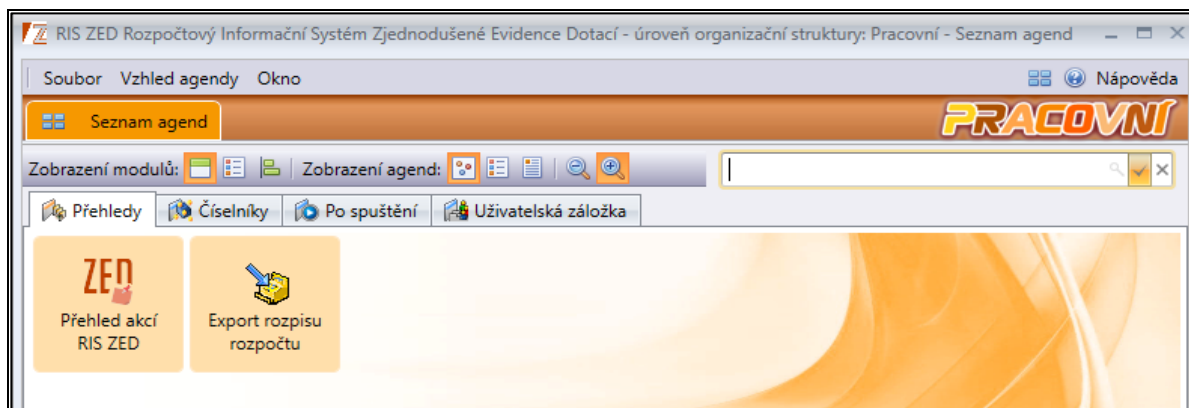 RIS ZED Rozpočtový Informační Systém Zjednodušené Evidence Dotací - úroveň organizační struktury: Pracovní - Seznam agend
Soubor Vzhled agendy Okno Nápověda
Seznam agend PRACOVNÍ
Zobrazení modulů: Zobrazení agend:
Přehledy Číselníky Po spuštění Uživatelská záložka
ZED
Přehled akcí Export rozpisu
RIS ZED rozpočtu